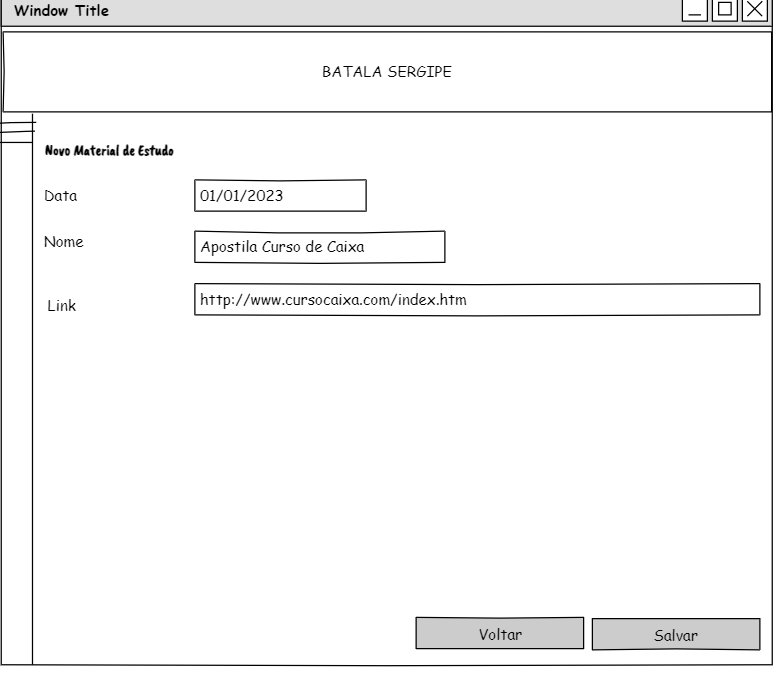 Window Title
BATALA SERGIPE
Novo Material de Estudo
Data 01/01/2023
Nome Apostila Curso de Caixa
Link http://www.cursocaixa.com/index.htm
Voltar Salvar